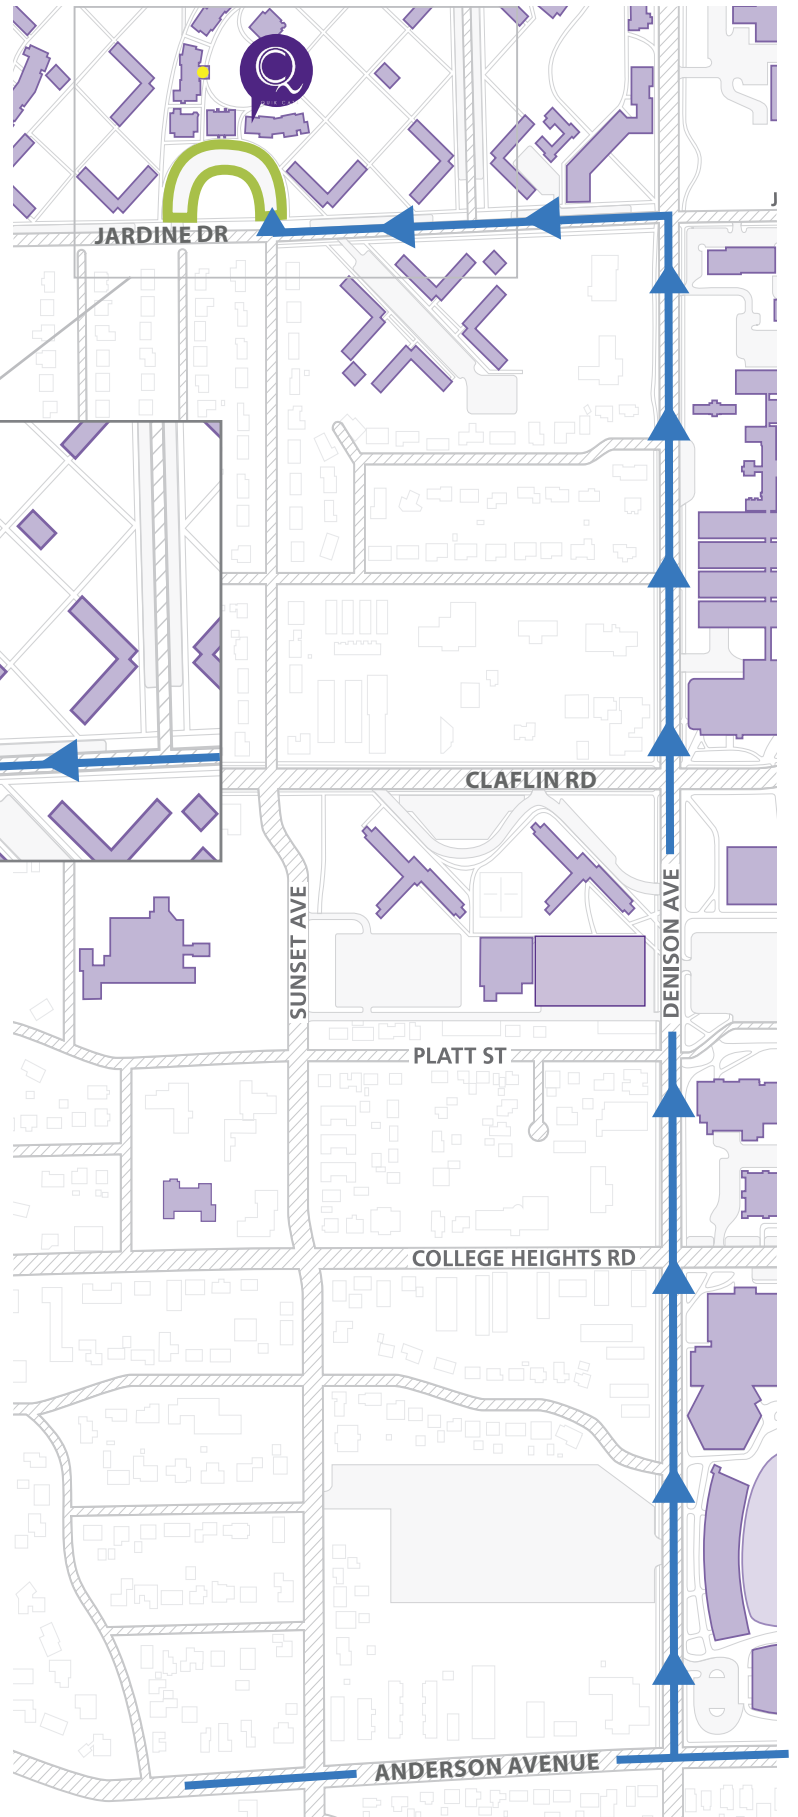 Q
JARDINE DR
J
CLAFLIN RD
SUNSET AVE
DENISON AVE
PLATT ST
COLLEGE HEIGHTS RD
ANDERSON AVENUE